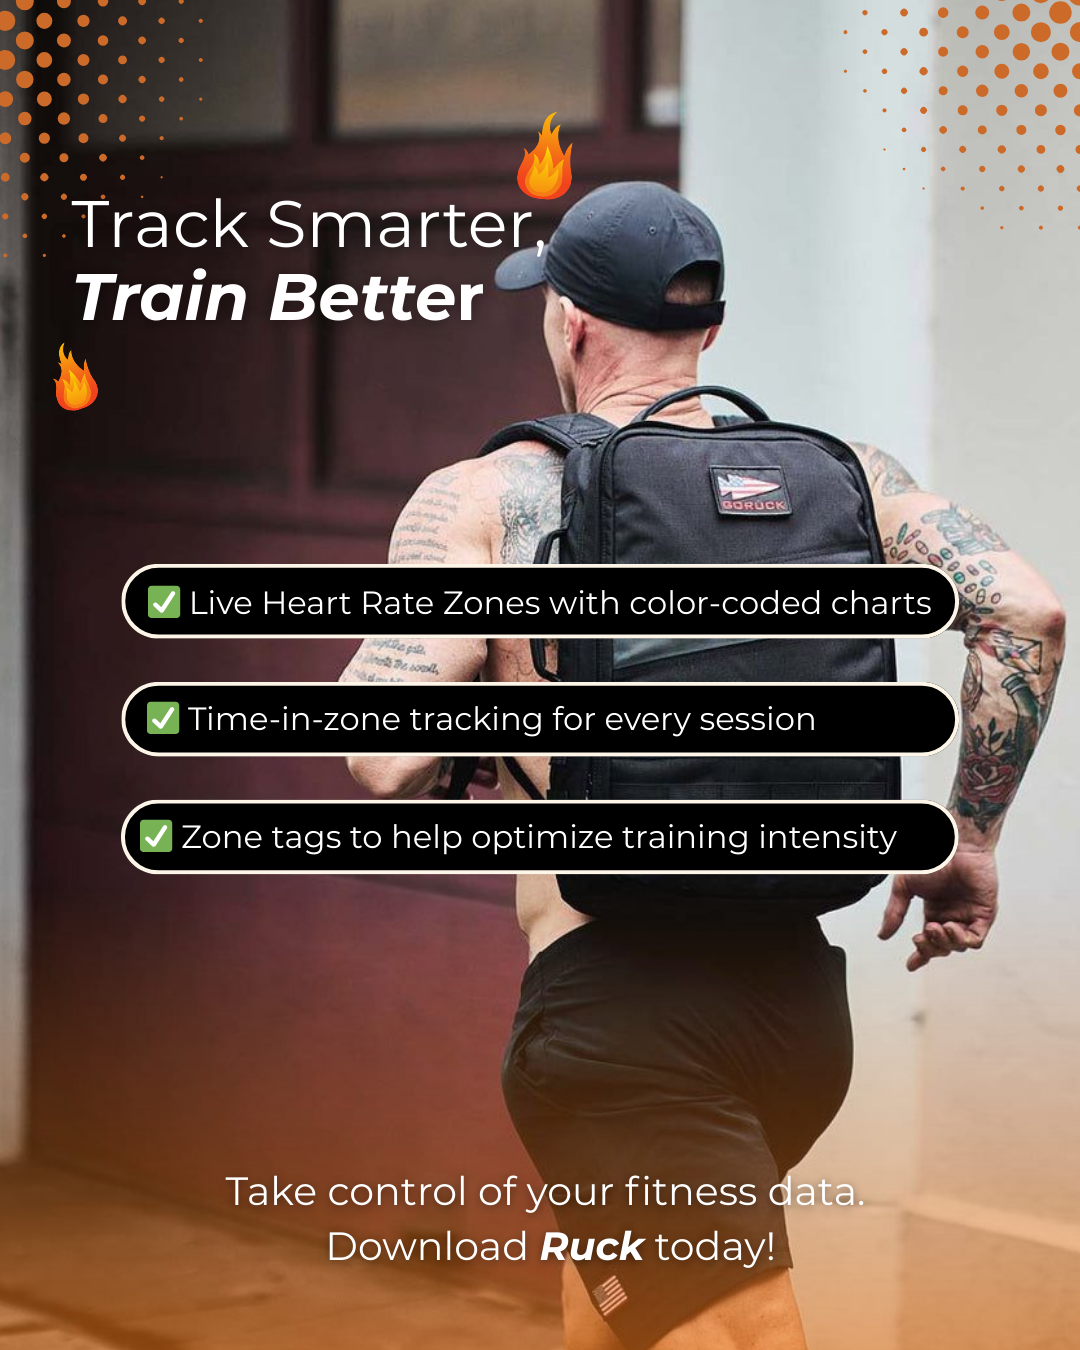 Track Smarter,
Train Better
GORUCK
✅ Live Heart Rate Zones with color-coded charts
✅ Time-in-zone tracking for every session
✅ Zone tags to help optimize training intensity
Take control of your fitness data.
Download Ruck today!